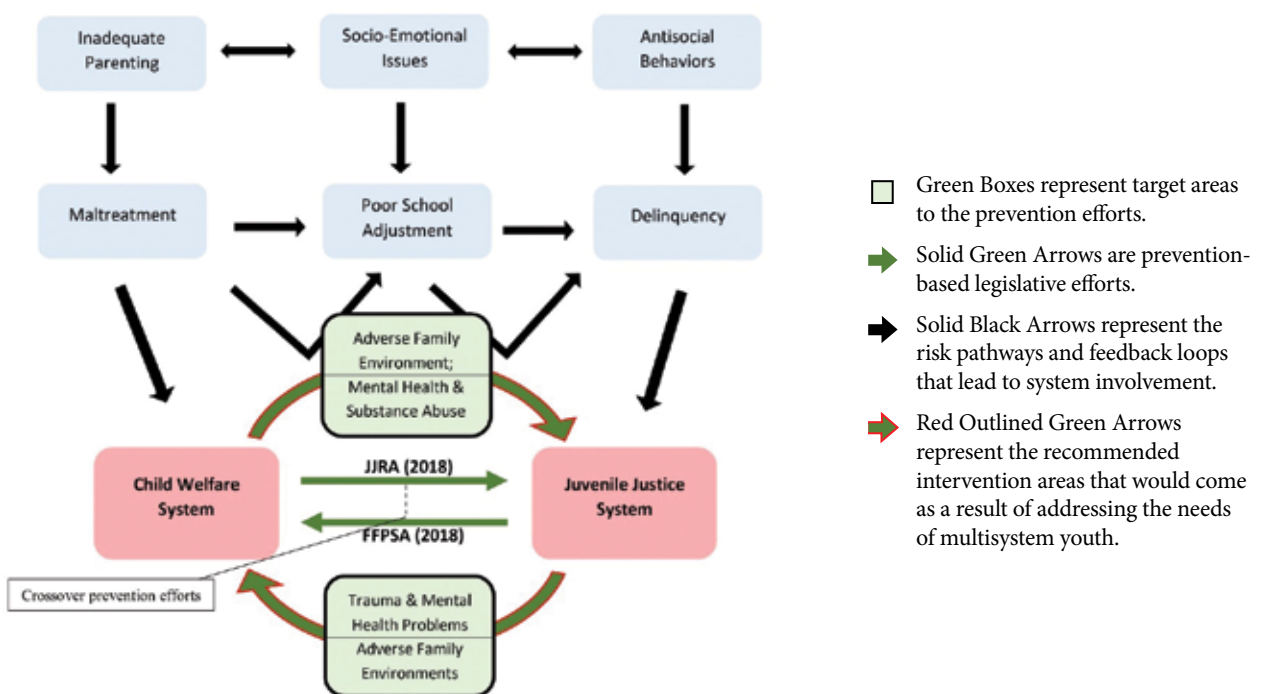 Inadequate
Parenting
Socio-Emotional
Issues
Antisocial
Behaviors
Maltreatment
Poor School
Adjustment
Delinquency
Adverse Family
Environment;
Mental Health &
Substance Abuse
Child Welfare
System
JJRA (2018)
FFPSA (2018)
Juvenile Justice
System
Crossover prevention efforts
Trauma & Mental
Health Problems
Adverse Family
Environments
Green Boxes represent target areas
to the prevention efforts.
Solid Green Arrows are prevention-
based legislative efforts.
Solid Black Arrows represent the
risk pathways and feedback loops
that lead to system involvement.
Red Outlined Green Arrows
represent the recommended
intervention areas that would come
as a result of addressing the needs
of multisystem youth.